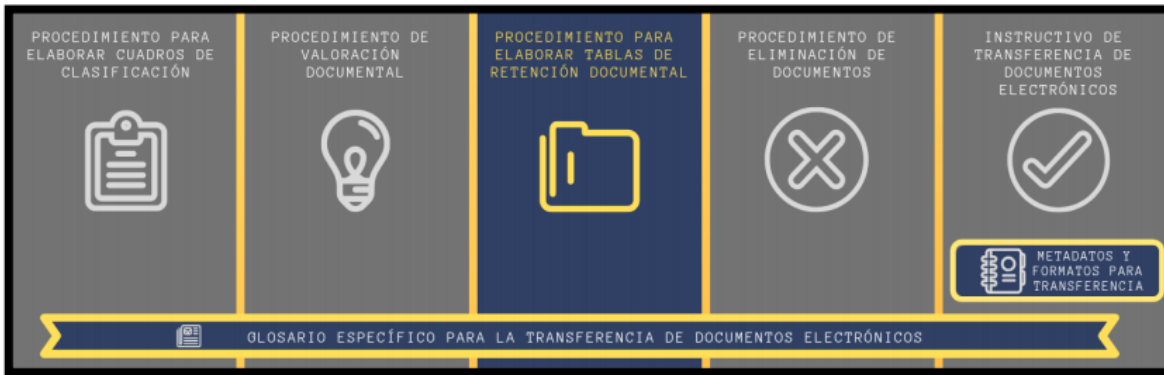 PROCEDIMIENTO PARA
ELABORAR CUADROS DE
CLASIFICACIÓN
PROCEDIMIENTO DE
VALORACIÓN
DOCUMENTAL
PROCEDIMIENTO PARA
ELABORAR TABLAS DE
RETENCIÓN DOCUMENTAL
PROCEDIMIENTO DE
ELIMINACIÓN DE
DOCUMENTOS
INSTRUCTIVO DE
TRANSFERENCIA DE
DOCUMENTOS
ELECTRÓNICOS
METADATOS Y
FORMATOS PARA
TRANSFERENCIA
GLOSARIO ESPECÍFICO PARA LA TRANSFERENCIA DE DOCUMENTOS ELECTRÓNICOS